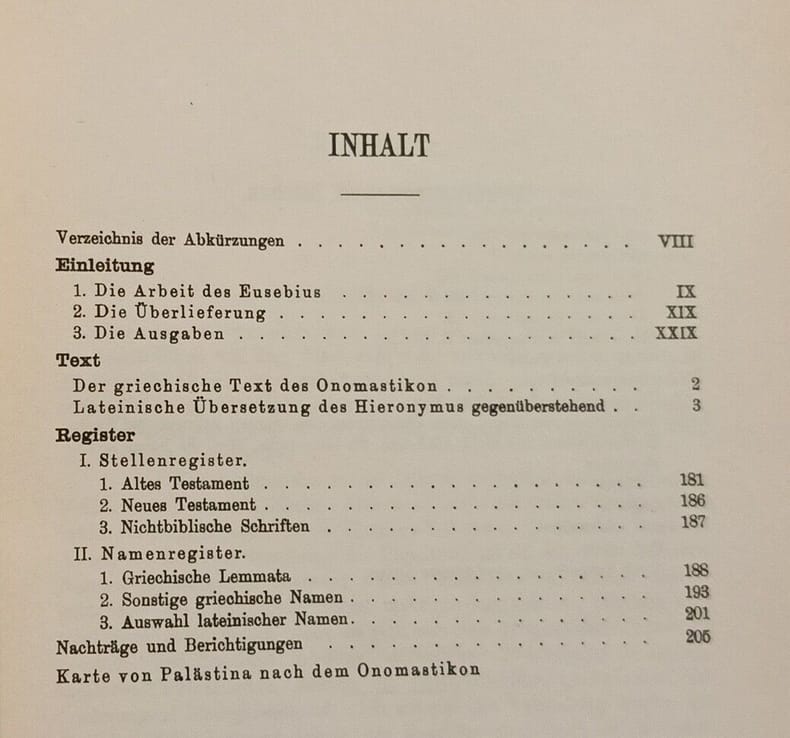 INHALT
Verzeichnis der Abkürzungen . . . . . . . . . . . . . . . . . VIII
Einleitung
1. Die Arbeit des Eusebius . . . . . . . . . . . . . . IX
2. Die Überlieferung . . . . . . . . . . . . . . . . . XIX
3. Die Ausgaben . . . . . . . . . . . . . . . . . . . XXIX
Text
Der griechische Text des Onomastikon . . . . . . . . . . 2
Lateinische Übersetzung des Hieronymus gegenüberstehend . . 3
Register
I. Stellenregister.
1. Altes Testament . . . . . . . . . . . . . . . . . 181
2. Neues Testament . . . . . . . . . . . . . . . . . 186
3. Nichtbiblische Schriften . . . . . . . . . . . . . . 187
II. Namenregister.
1. Griechische Lemmata . . . . . . . . . . . . . . . 188
2. Sonstige griechische Namen . . . . . . . . . . . . . 193
3. Auswahl lateinischer Namen . . . . . . . . . . . . . 201
Nachträge und Berichtigungen . . . . . . . . . . . . . . 205
Karte von Palästina nach dem Onomastikon